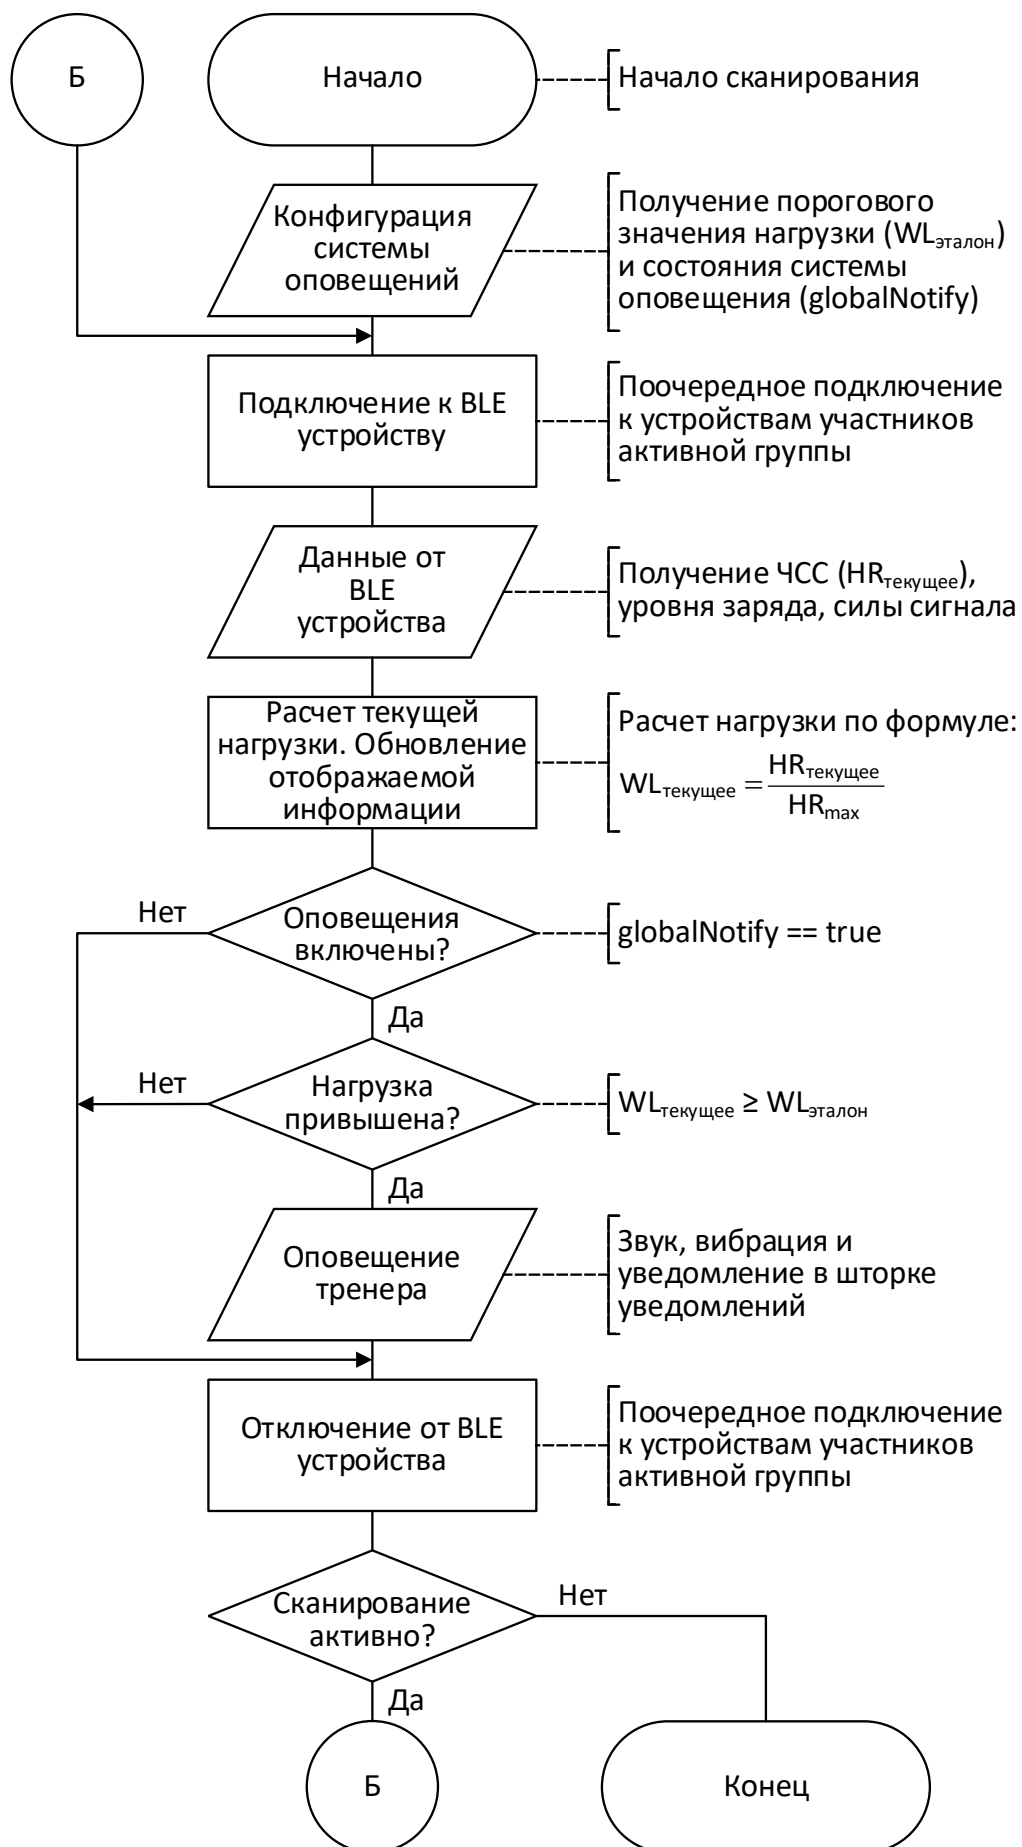 Б
Начало
Начало сканирования
Конфигурация
системы
оповещений
Получение порогового
значения нагрузки (WLэталон)
и состояния системы
оповещения (globalNotify)
Подключение к BLE
устройству
Поочередное подключение
к устройствам участников
активной группы
Данные от
BLE
устройства
Получение ЧСС (HRтекущее),
уровня заряда, силы сигнала
Расчет текущей
нагрузки. Обновление
отображаемой
информации
Расчет нагрузки по формуле:
WLтекущее = HRтекущее
HRmax
Нет
Оповещения
включены?
globalNotify == true
Да
Нет
Нагрузка
привышена?
WLтекущее ≥ WLэталон
Да
Оповещение
тренера
Звук, вибрация и
уведомление в шторке
уведомлений
Отключение от BLE
устройства
Поочередное подключение
к устройствам участников
активной группы
Сканирование
активно?
Нет
Да
Б
Конец